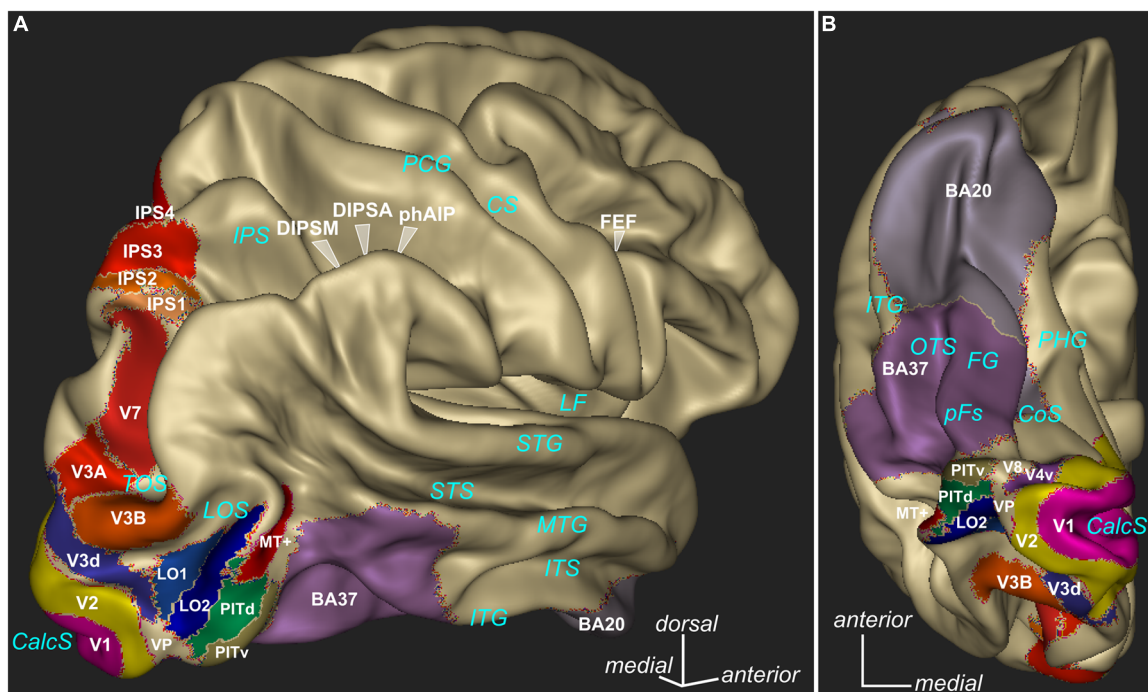 A
PCG
CS
IPS4
IPS
DIPSM
DIPSA
phAIP
FEF
IPS3
IPS2
IPS1
V7
LF
STG
V3A
TOS
STS
V3B
LOS
MTG
V3d
LO1
MT+
ITS
V2
LO2
PITd
BA37
ITG
BA20
CalcS
V1
VP
PITv
dorsal
medial
anterior
B
BA20
ITG
OTS
FG
PHG
BA37
pFs
CoS
PITv
V8
V4v
PITd
MT+
LO2
VP
V1
CalcS
V2
V3B
V3d
anterior
medial